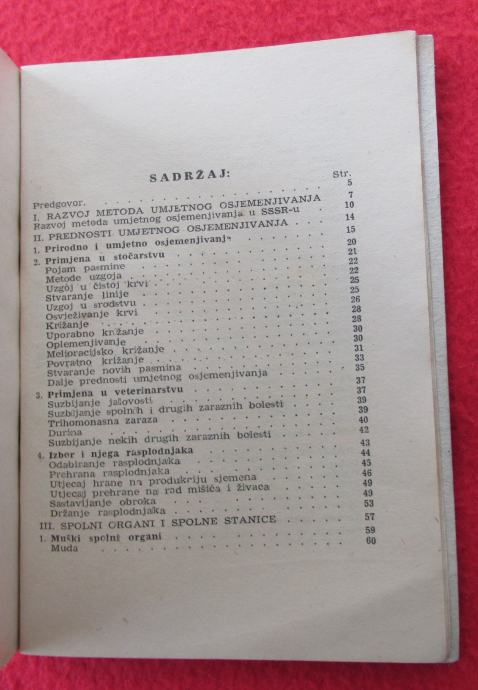 SADRŽAJ:
Str.
Predgovor. 5
I. RAZVOJ METODA UMJETNOG OSJEMENJIVANJA 7
Razvoj metoda umjetnog osjemenjivanja u SSSR-u 10
II. PREDNOSTI UMJETNOG OSJEMENJIVANJA 14
1. Prirodno i umjetno osjemenjivanje 15
2. Primjena u stočarstvu 20
Pojam pasmine 21
Metode uzgoja 22
Uzgoj u čistoj krvi 22
Stvaranje linije 25
Uzgoj u srodstvu 25
Osvježivanje krvi 26
Križanje 28
Uporabno križanje 28
Oplemenjivanje 30
Melioracijsko križanje 30
Povratno križanje 31
Stvaranje novih pasmina 33
Dalje prednosti umjetnog osjemenjivanja 35
3. Primjena u veterinarstvu 37
Suzbijanje jalovosti 37
Suzbijanje spolnih i drugih zaraznih bolesti 39
Trihomonasna zaraza 39
Durina 40
Suzbijanje nekih drugih zaraznih bolesti 42
4. Izbor i njega rasplodnjaka 43
Odabiranje rasplodnjaka 44
Prehrana rasplodnjaka 45
Utjecaj hrane na produkciju sjemena 46
Utjecaj prehrane na rad mišića i živaca 49
Sastavljanje obroka 49
Držanje rasplodnjaka 53
III. SPOLNI ORGANI I SPOLNE STANICE 57
1. Muški spolni organi 59
Muda 60